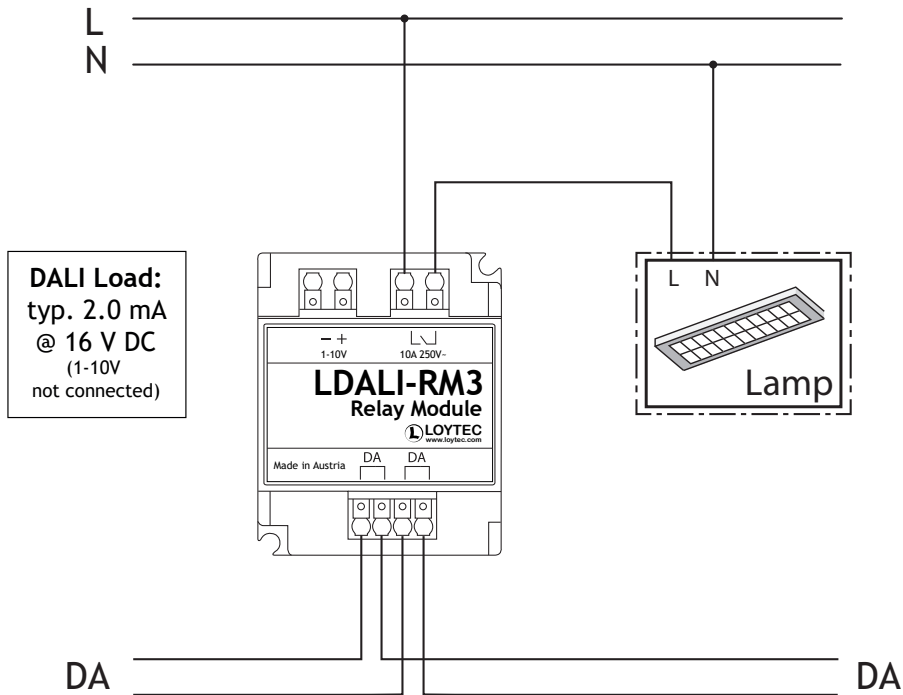 L
N
DALI Load:
typ. 2.0 mA
@ 16 V DC
(1-10V
not connected)
- +
1-10V
10A 250V~
LDALI-RM3
Relay Module
L LOYTEC
www.loytec.com
Made in Austria
DA DA
L N
Lamp
DA
DA